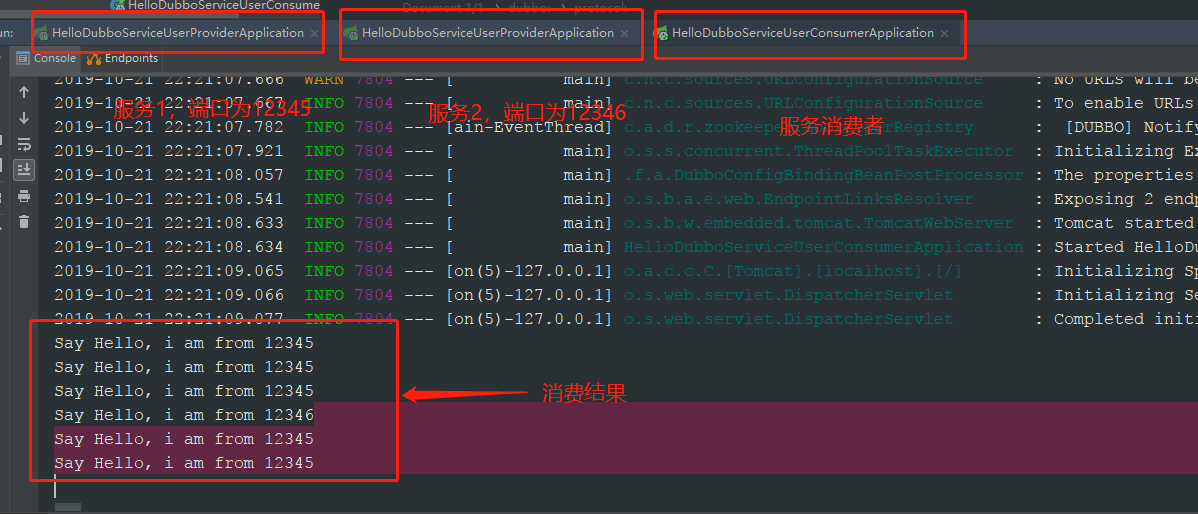 HelloDubboServiceUserConsume
Document 1/1 dubbo: protocol:
un: HelloDubboServiceUserProviderApplication × HelloDubboServiceUserProviderApplication × HelloDubboServiceUserConsumerApplication ×
Console Endpoints
2019-10-21 22:21:07.666 WARN 7804 --- [ main] c.n.c.sources.URLConfigurationSource : No URLs will be
2019-10-21 22:21:07.667 INFO 7804 --- [ main] c.n.c.sources.URLConfigurationSource : To enable URLs
服务1，端口为12345 服务2，端口为12346 服务消费者
2019-10-21 22:21:07.782 INFO 7804 --- [ain-EventThread] c.a.d.r.zookeepe rRegistry : [DUBBO] Notify
2019-10-21 22:21:07.921 INFO 7804 --- [ main] o.s.s.concurrent.ThreadPoolTaskExecutor : Initializing Ex
2019-10-21 22:21:08.057 INFO 7804 --- [ main] .f.a.DubboConfigBindingBeanPostProcessor : The properties
2019-10-21 22:21:08.541 INFO 7804 --- [ main] o.s.b.a.e.web.EndpointLinksResolver : Exposing 2 endp
2019-10-21 22:21:08.633 INFO 7804 --- [ main] o.s.b.w.embedded.tomcat.TomcatWebServer : Tomcat started
2019-10-21 22:21:08.634 INFO 7804 --- [ main] HelloDubboServiceUserConsumerApplication : Started HelloDu
2019-10-21 22:21:09.065 INFO 7804 --- [on(5)-127.0.0.1] o.a.c.c.C.[Tomcat].[localhost].[/] : Initializing Sp
2019-10-21 22:21:09.066 INFO 7804 --- [on(5)-127.0.0.1] o.s.web.servlet.DispatcherServlet : Initializing Se
2019-10-21 22:21:09.077 INFO 7804 --- [on(5)-127.0.0.1] o.s.web.servlet.DispatcherServlet : Completed initi
Say Hello, i am from 12345
Say Hello, i am from 12345
Say Hello, i am from 12345
消费结果
Say Hello, i am from 12346
Say Hello, i am from 12345
Say Hello, i am from 12345